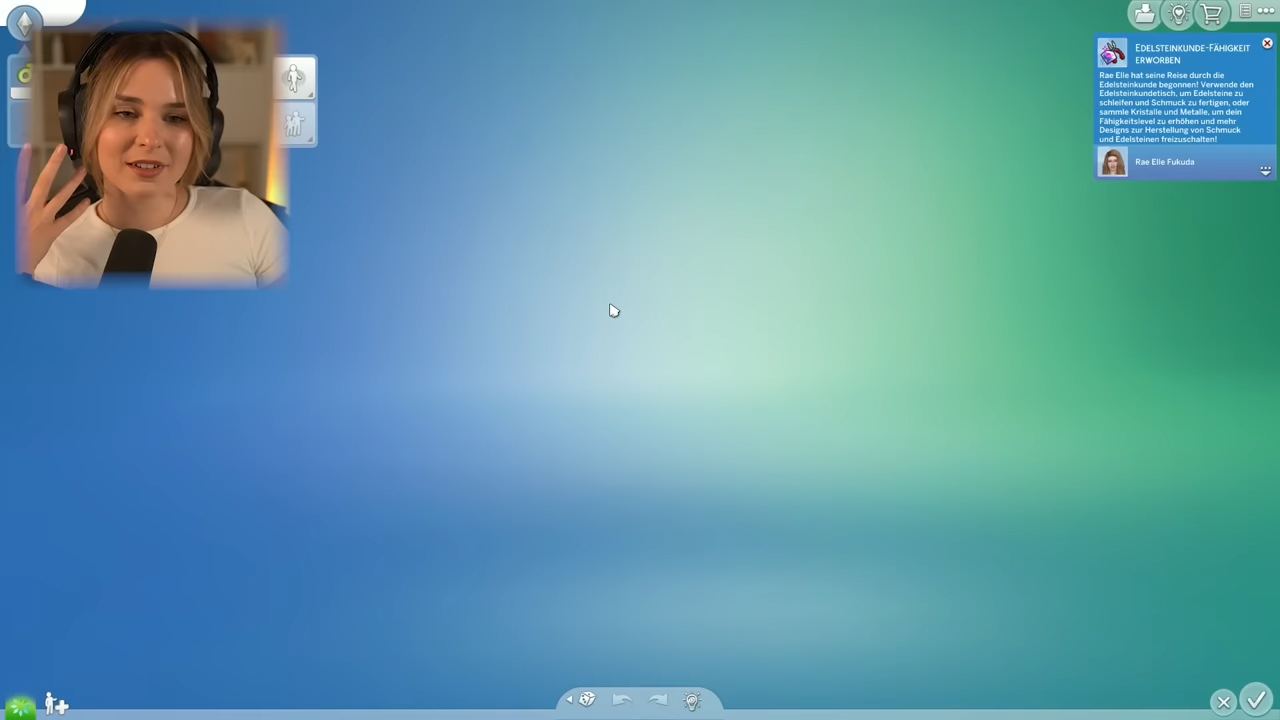 EDELSTEINKUNDE-FÄHIGKEIT
ERWORBEN
Rae Elle hat seine Reise durch die
Edelsteinkunde begonnen! Verwende den
Edelsteinkundetisch, um Edelsteine zu
schleifen und Schmuck zu fertigen, oder
sammle Kristalle und Metalle, um dein
Fähigkeitslevel zu erhöhen und mehr
Designs zur Herstellung von Schmuck
und Edelsteinen freizuschalten!
Rae Elle Fukuda